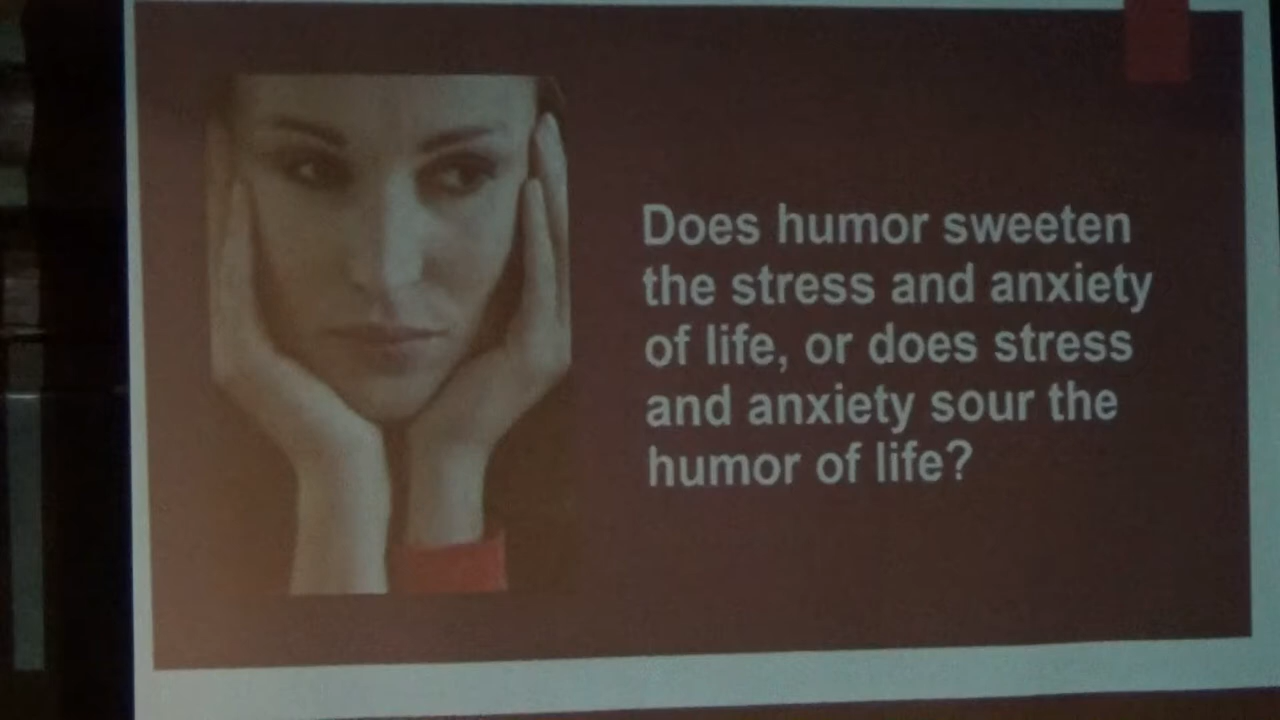 Does humor sweeten
the stress and anxiety
of life, or does stress
and anxiety sour the
humor of life?